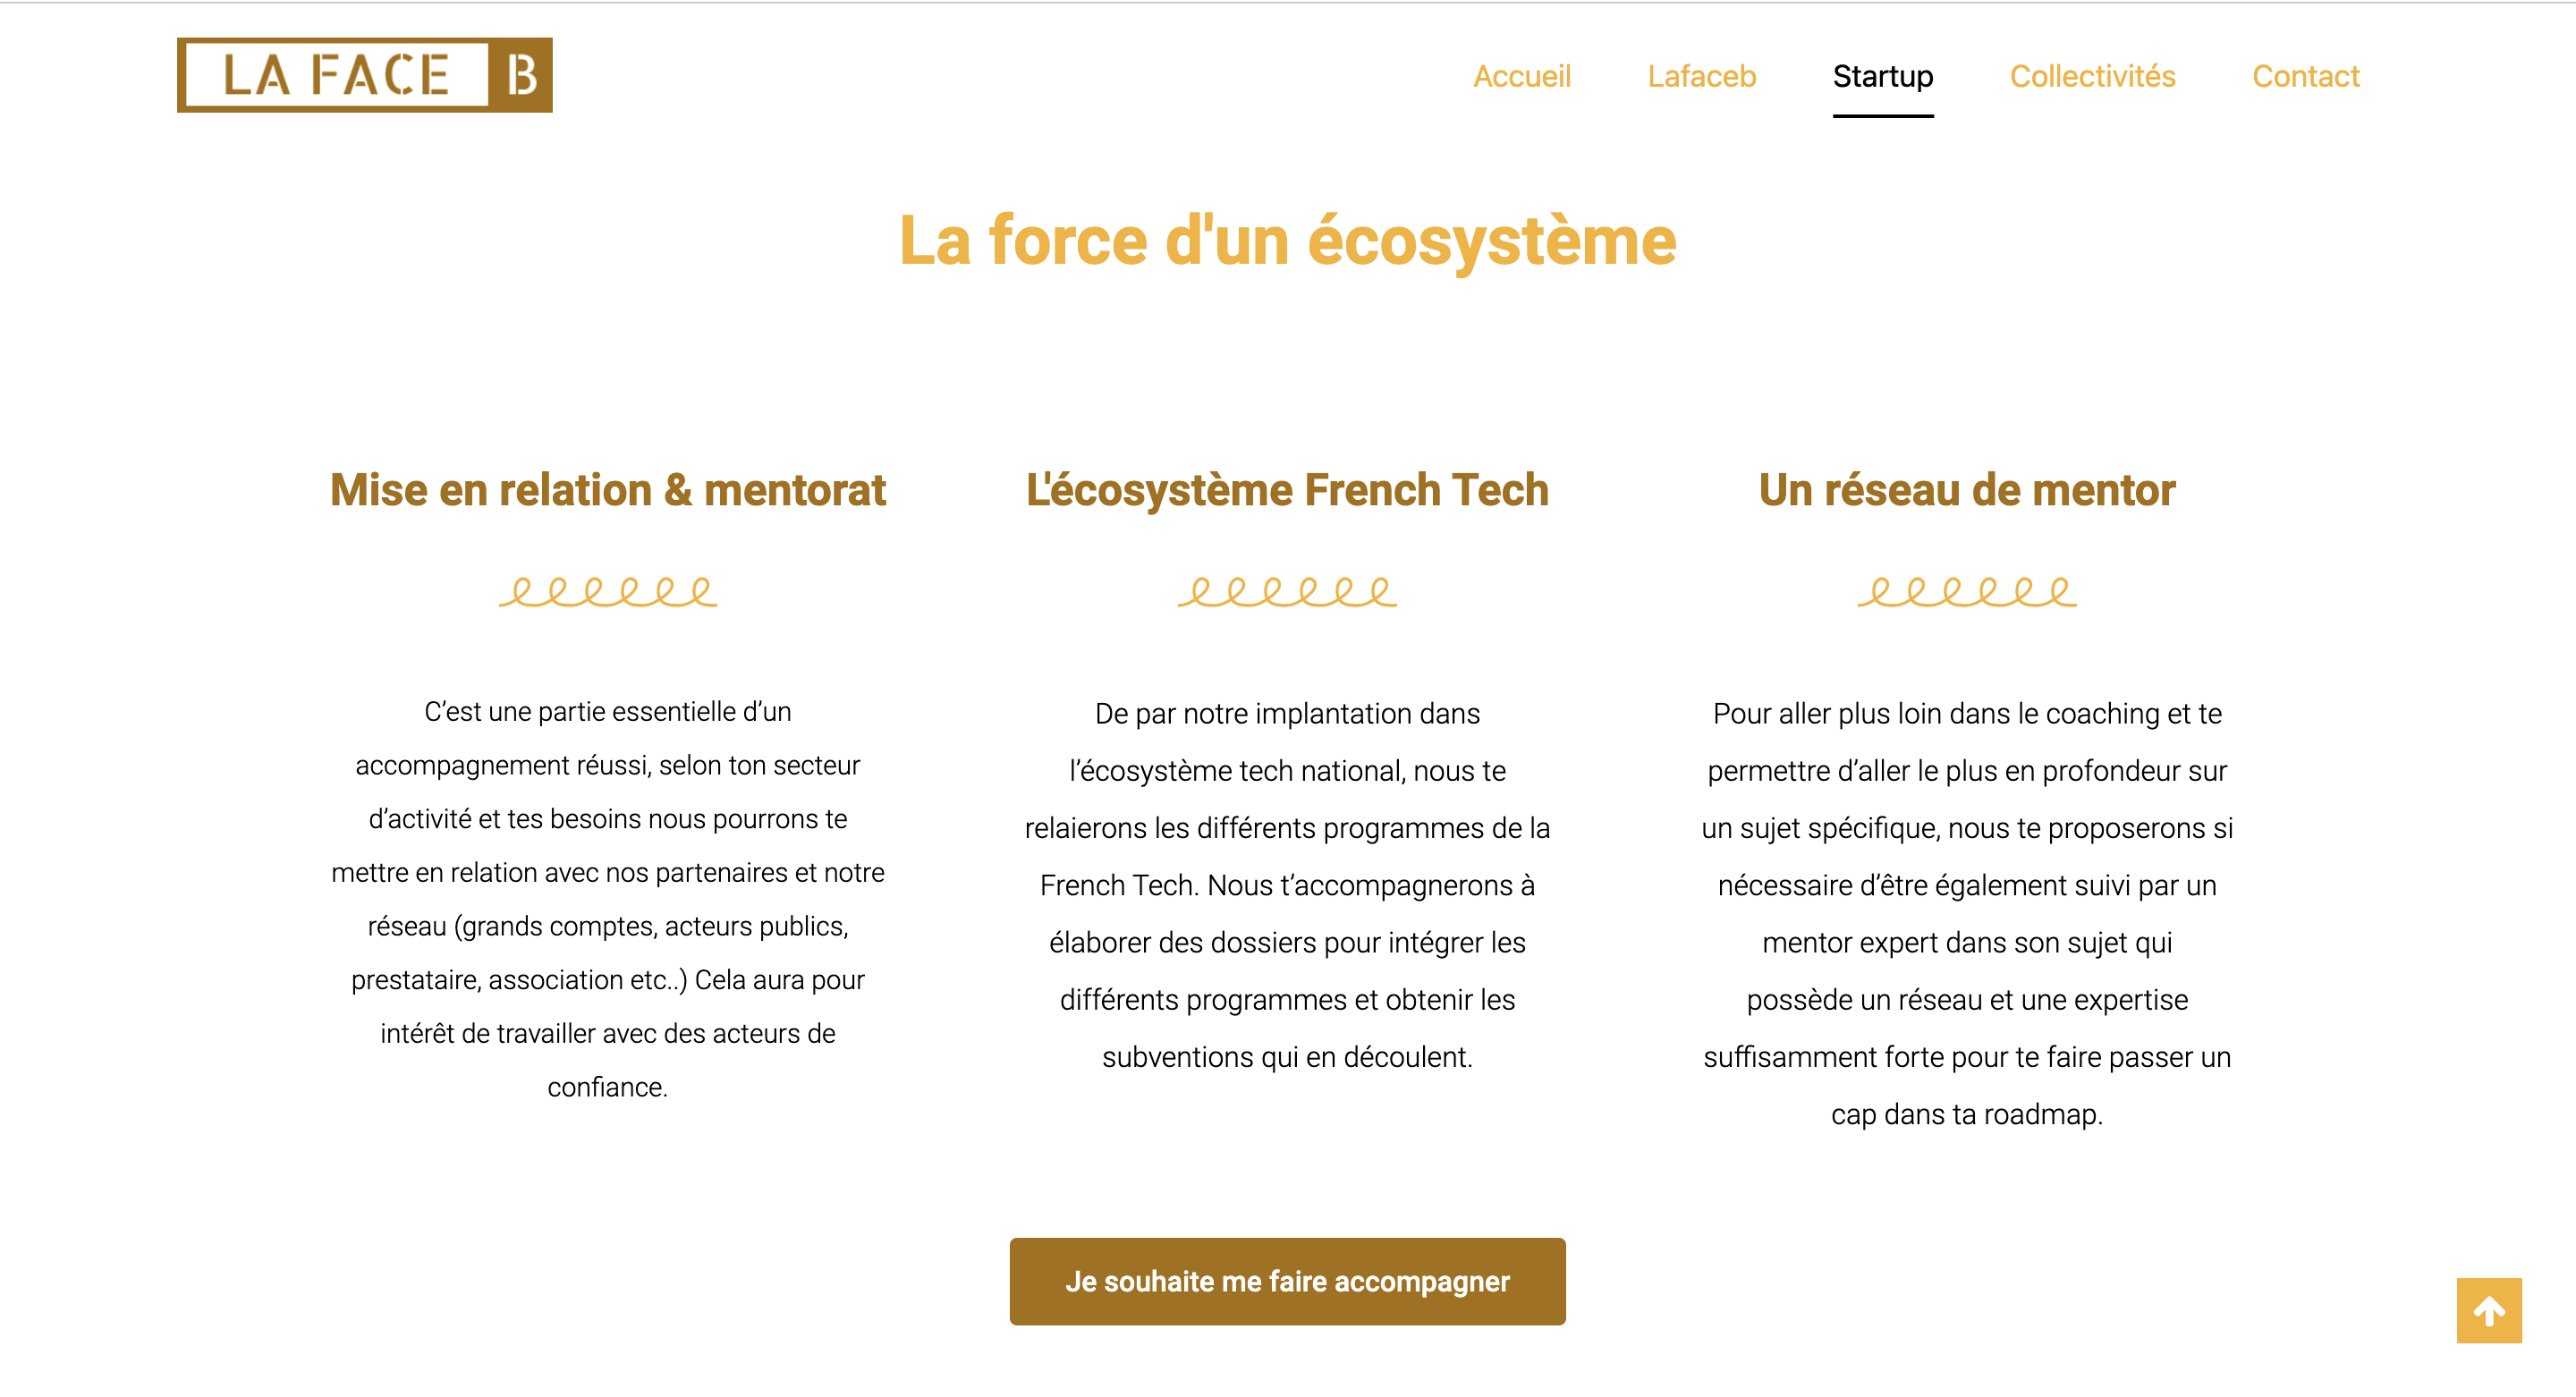 LA FACE B
Accueil
Lafaceb
Startup
Collectivités
Contact
La force d'un écosystème
Mise en relation & mentorat
C’est une partie essentielle d’un
accompagnement réussi, selon ton secteur
d’activité et tes besoins nous pourrons te
mettre en relation avec nos partenaires et notre
réseau (grands comptes, acteurs publics,
prestataire, association etc..) Cela aura pour
intérêt de travailler avec des acteurs de
confiance.
L'écosystème French Tech
De par notre implantation dans
l’écosystème tech national, nous te
relaierons les différents programmes de la
French Tech. Nous t’accompagnerons à
élaborer des dossiers pour intégrer les
différents programmes et obtenir les
subventions qui en découlent.
Un réseau de mentor
Pour aller plus loin dans le coaching et te
permettre d’aller le plus en profondeur sur
un sujet spécifique, nous te proposerons si
nécessaire d’être également suivi par un
mentor expert dans son sujet qui
possède un réseau et une expertise
suffisamment forte pour te faire passer un
cap dans ta roadmap.
Je souhaite me faire accompagner